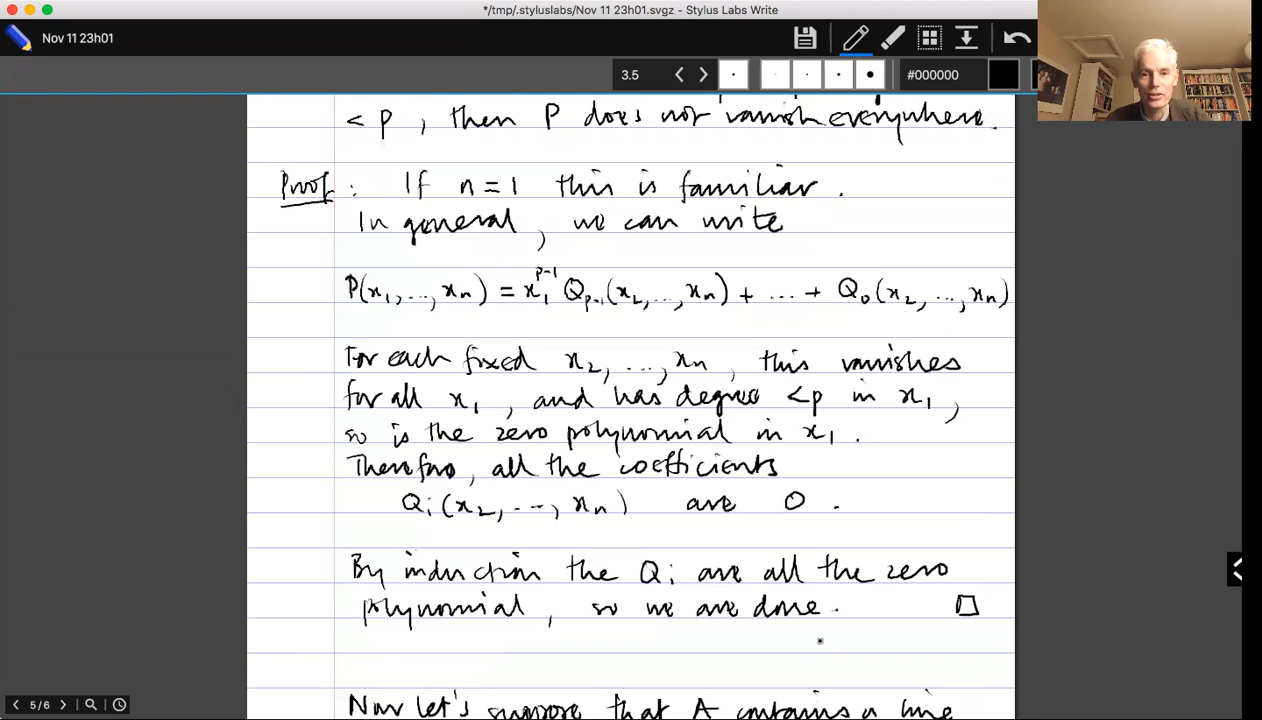 */tmp/.styluslabs/Nov 11 23h01.svgz - Stylus Labs Write
Nov 11 23h01
3.5
#000000
< p , then P does not vanish everywhere.
Proof : If n = 1 this is familiar .
In general , we can write
P(x₁,...,xₙ) = x₁ᵖ⁻¹ Qₚ₋₁(x₂,...,xₙ) + ... + Q₀(x₂,...,xₙ)
For each fixed x₂,...,xₙ , this vanishes
for all x₁ , and has degree <p in x₁ ,
so is the zero polynomial in x₁ .
Therefore, all the coefficients
Qᵢ(x₂,...,xₙ) are 0 .
By induction the Qᵢ are all the zero
polynomial , so we are done . □
Now let's suppose that A contains a line
5/6